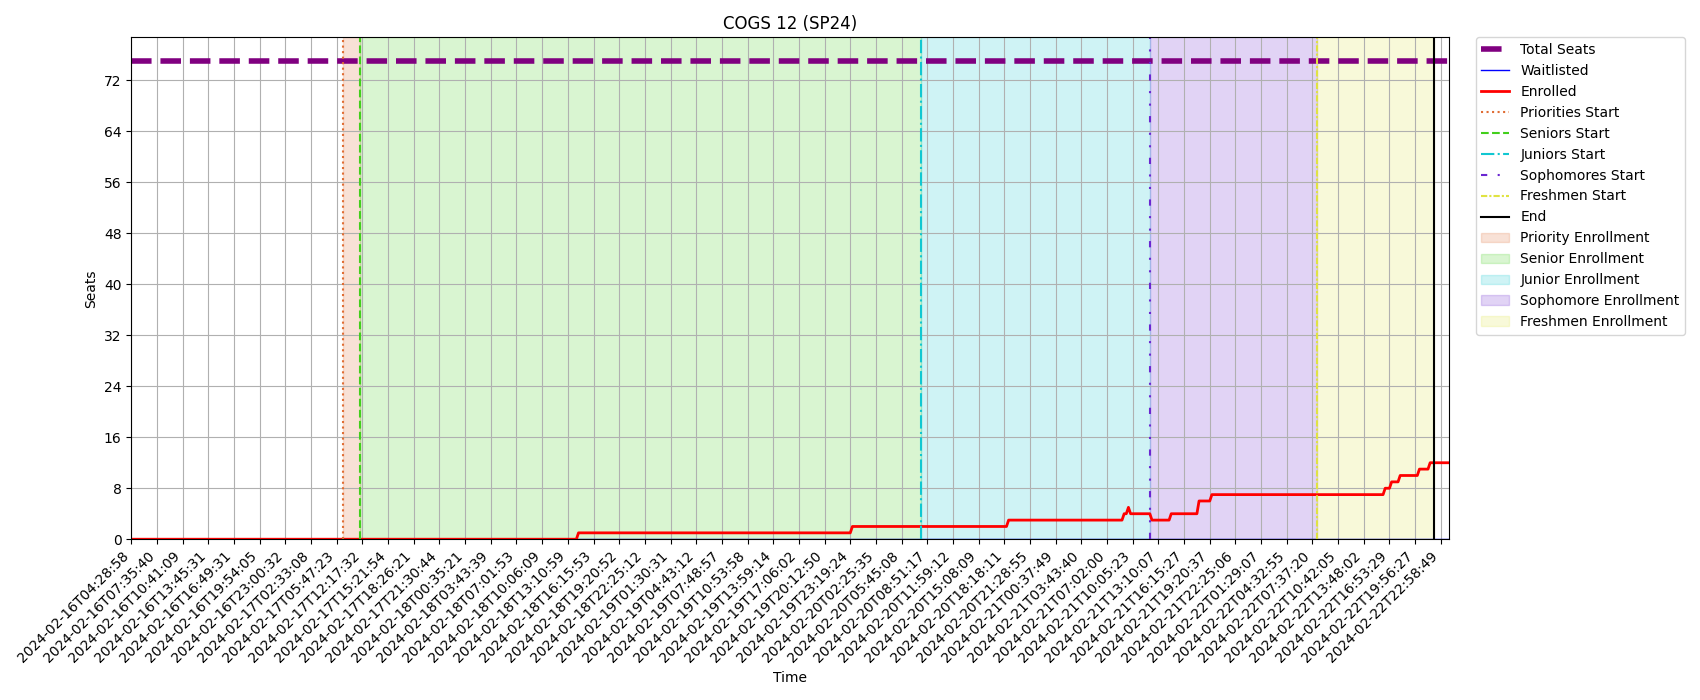 COGS 12 (SP24)
Seats
72
64
56
48
40
32
24
16
8
0
2024-02-16T04:28:58
2024-02-16T07:35:40
2024-02-16T10:41:09
2024-02-16T13:45:31
2024-02-16T16:49:31
2024-02-16T19:54:05
2024-02-16T23:00:32
2024-02-17T02:33:08
2024-02-17T05:47:23
2024-02-17T12:17:32
2024-02-17T15:21:54
2024-02-17T18:26:21
2024-02-17T21:30:44
2024-02-18T00:35:21
2024-02-18T03:43:39
2024-02-18T07:01:53
2024-02-18T10:06:09
2024-02-18T13:10:59
2024-02-18T16:15:53
2024-02-18T19:20:52
2024-02-18T22:25:12
2024-02-19T01:30:31
2024-02-19T04:43:12
2024-02-19T07:48:57
2024-02-19T10:53:58
2024-02-19T13:59:14
2024-02-19T17:06:02
2024-02-19T20:12:50
2024-02-19T23:19:24
2024-02-20T02:25:35
2024-02-20T05:45:08
2024-02-20T08:51:17
2024-02-20T11:59:12
2024-02-20T15:08:09
2024-02-20T18:18:11
2024-02-20T21:28:55
2024-02-21T00:37:49
2024-02-21T03:43:40
2024-02-21T07:02:00
2024-02-21T10:05:23
2024-02-21T13:10:07
2024-02-21T16:15:27
2024-02-21T19:20:37
2024-02-21T22:25:06
2024-02-22T01:29:07
2024-02-22T04:32:55
2024-02-22T07:37:20
2024-02-22T10:42:05
2024-02-22T13:48:02
2024-02-22T16:53:29
2024-02-22T19:56:27
2024-02-22T22:58:49
Time
Total Seats
Waitlisted
Enrolled
Priorities Start
Seniors Start
Juniors Start
Sophomores Start
Freshmen Start
End
Priority Enrollment
Senior Enrollment
Junior Enrollment
Sophomore Enrollment
Freshmen Enrollment